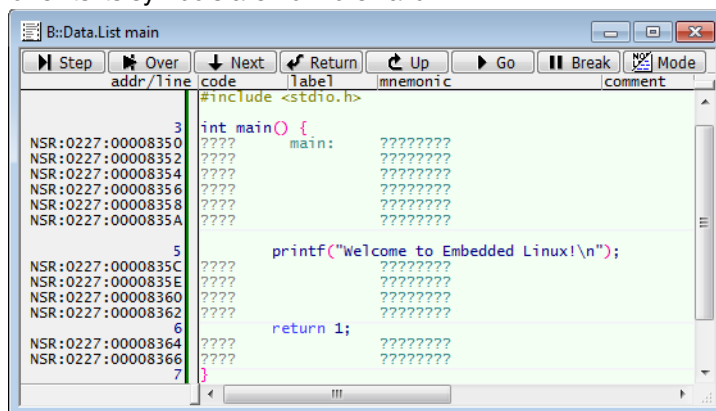 B::Data.List main
Step Over Next Return Up Go Break Mode
addr/line code label mnemonic comment
#include <stdio.h>
3 int main() {
NSR:0227:00008350 ???? main: ????????
NSR:0227:00008352 ???? ????????
NSR:0227:00008354 ???? ????????
NSR:0227:00008356 ???? ????????
NSR:0227:00008358 ???? ????????
NSR:0227:0000835A ???? ????????
5 printf("Welcome to Embedded Linux!\n");
NSR:0227:0000835C ???? ????????
NSR:0227:0000835E ???? ????????
NSR:0227:00008360 ???? ????????
NSR:0227:00008362 ???? ????????
6 return 1;
NSR:0227:00008364 ???? ????????
NSR:0227:00008366 ???? ????????
7 }